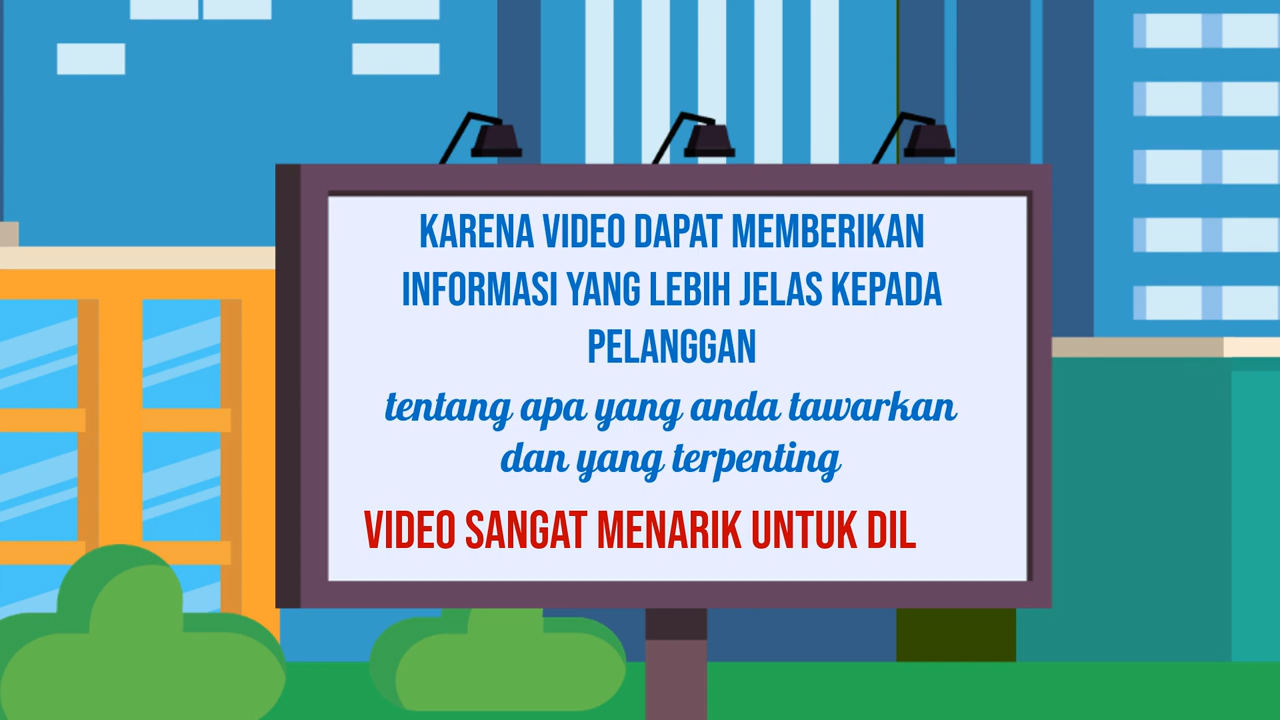 KARENA VIDEO DAPAT MEMBERIKAN
INFORMASI YANG LEBIH JELAS KEPADA
PELANGGAN
tentang apa yang anda tawarkan
dan yang terpenting
VIDEO SANGAT MENARIK UNTUK DIL